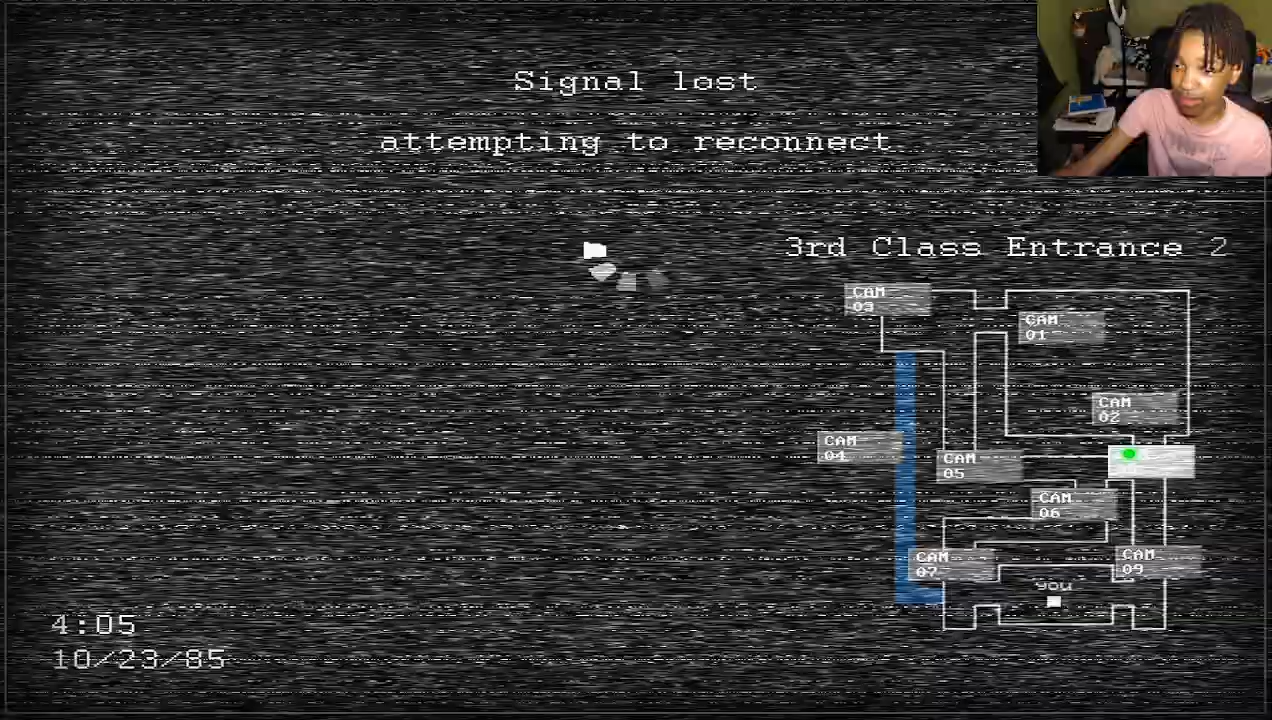 Signal lost
attempting to reconnect
3rd Class Entrance 2
CAM
03
CAM
01
CAM
02
CAM
04
CAM
05
CAM
06
CAM
07
CAM
09
you
4:05
10/23/85